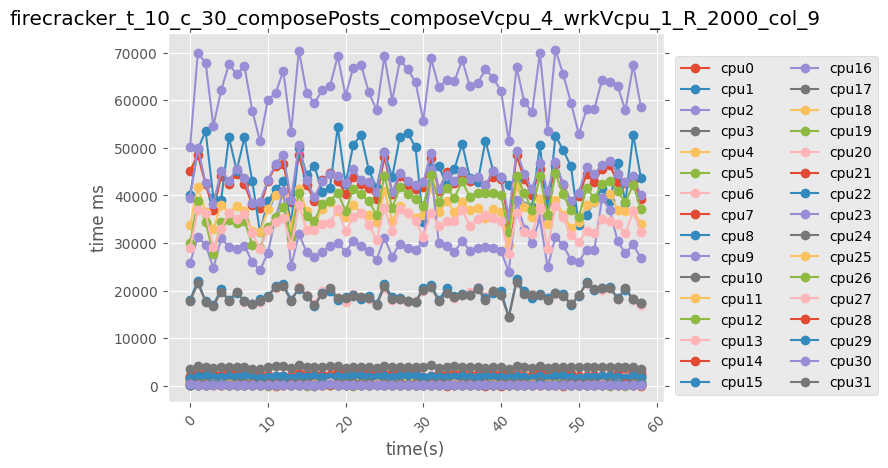 firecracker_t_10_c_30_composePosts_composeVcpu_4_wrkVcpu_1_R_2000_col_9
time ms
70000
60000
50000
40000
30000
20000
10000
0
0
10
20
30
40
50
60
time(s)
cpu0
cpu1
cpu2
cpu3
cpu4
cpu5
cpu6
cpu7
cpu8
cpu9
cpu10
cpu11
cpu12
cpu13
cpu14
cpu15
cpu16
cpu17
cpu18
cpu19
cpu20
cpu21
cpu22
cpu23
cpu24
cpu25
cpu26
cpu27
cpu28
cpu29
cpu30
cpu31